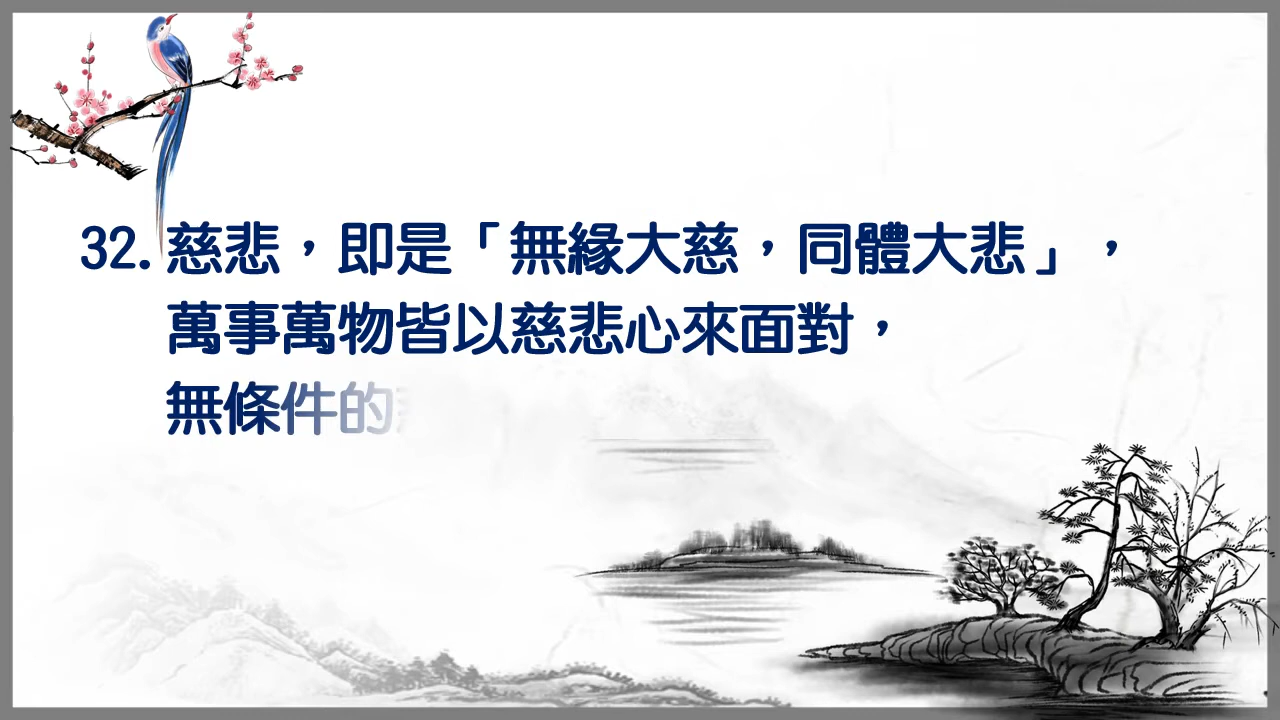 32. 慈悲，即是「無緣大慈，同體大悲」，
萬事萬物皆以慈悲心來面對，
無條件的